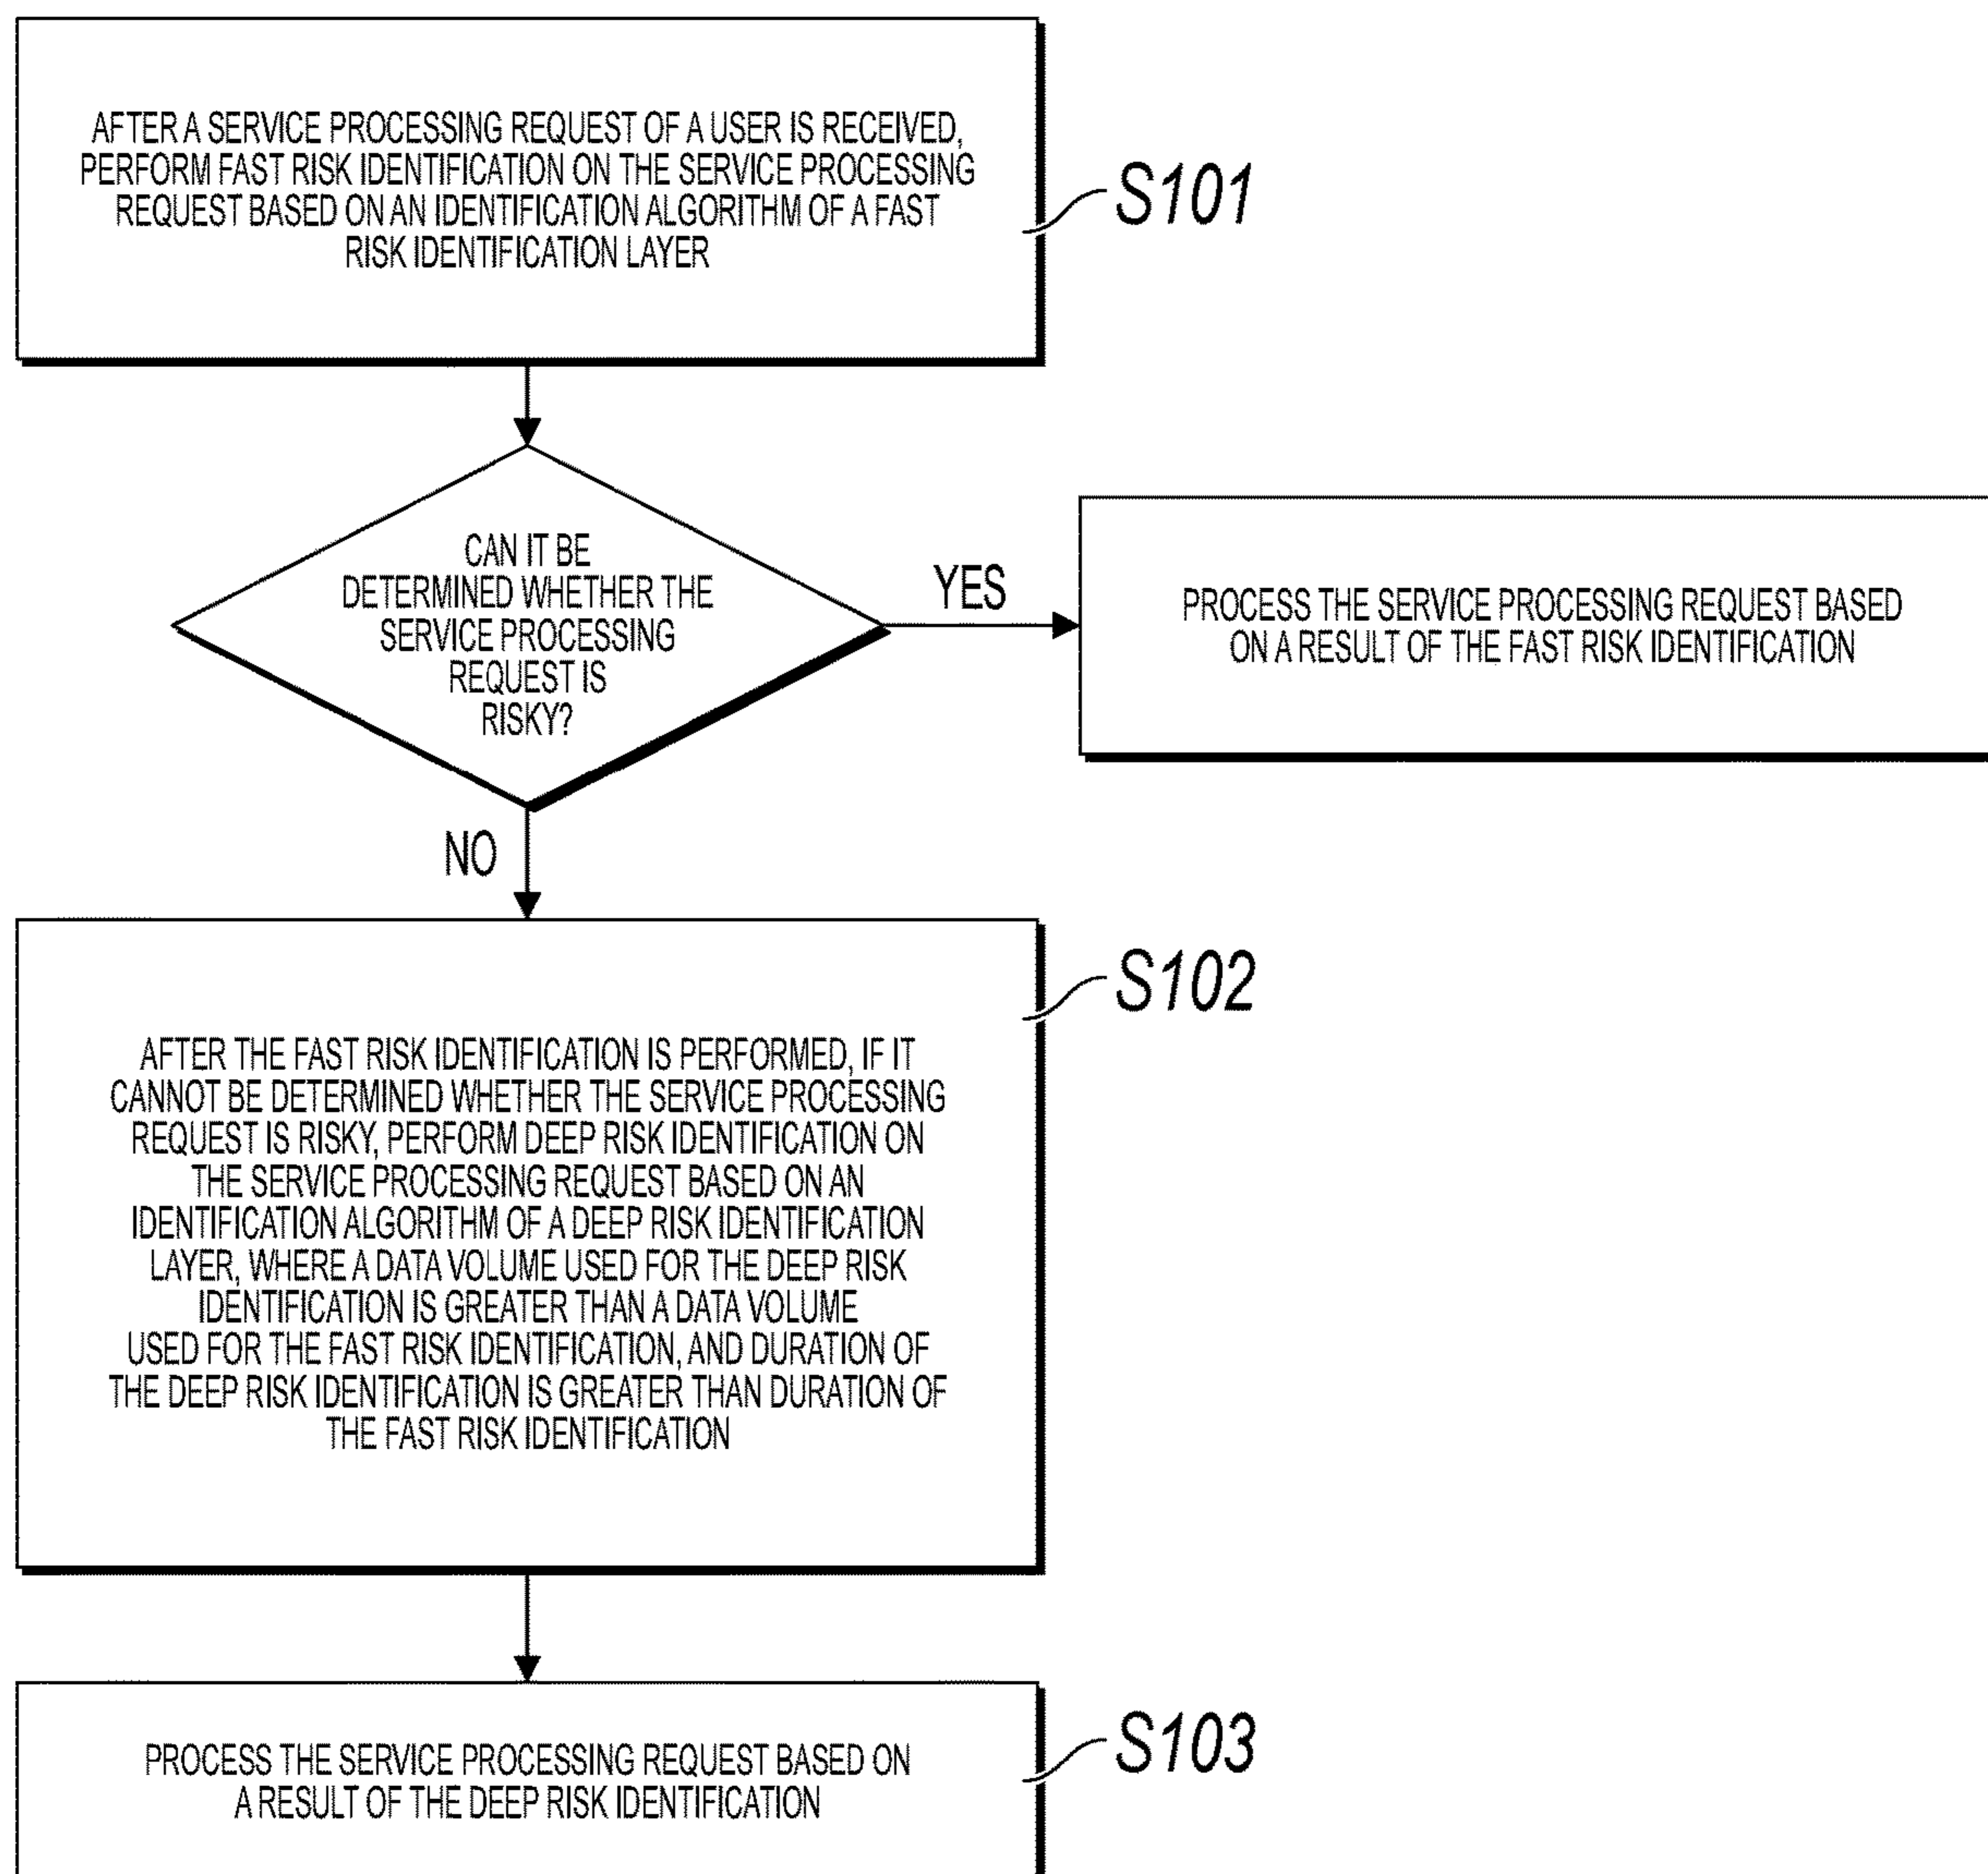 AFTER A SERVICE PROCESSING REQUEST OF A USER IS RECEIVED,
PERFORM FAST RISK IDENTIFICATION ON THE SERVICE PROCESSING
REQUEST BASED ON AN IDENTIFICATION ALGORITHM OF A FAST
RISK IDENTIFICATION LAYER
S101
CAN IT BE
DETERMINED WHETHER THE
SERVICE PROCESSING
REQUEST IS
RISKY?
YES
PROCESS THE SERVICE PROCESSING REQUEST BASED
ON A RESULT OF THE FAST RISK IDENTIFICATION
NO
S102
AFTER THE FAST RISK IDENTIFICATION IS PERFORMED, IF IT
CANNOT BE DETERMINED WHETHER THE SERVICE PROCESSING
REQUEST IS RISKY, PERFORM DEEP RISK IDENTIFICATION ON
THE SERVICE PROCESSING REQUEST BASED ON AN
IDENTIFICATION ALGORITHM OF A DEEP RISK IDENTIFICATION
LAYER, WHERE A DATA VOLUME USED FOR THE DEEP RISK
IDENTIFICATION IS GREATER THAN A DATA VOLUME
USED FOR THE FAST RISK IDENTIFICATION, AND DURATION OF
THE DEEP RISK IDENTIFICATION IS GREATER THAN DURATION OF
THE FAST RISK IDENTIFICATION
S103
PROCESS THE SERVICE PROCESSING REQUEST BASED ON
A RESULT OF THE DEEP RISK IDENTIFICATION